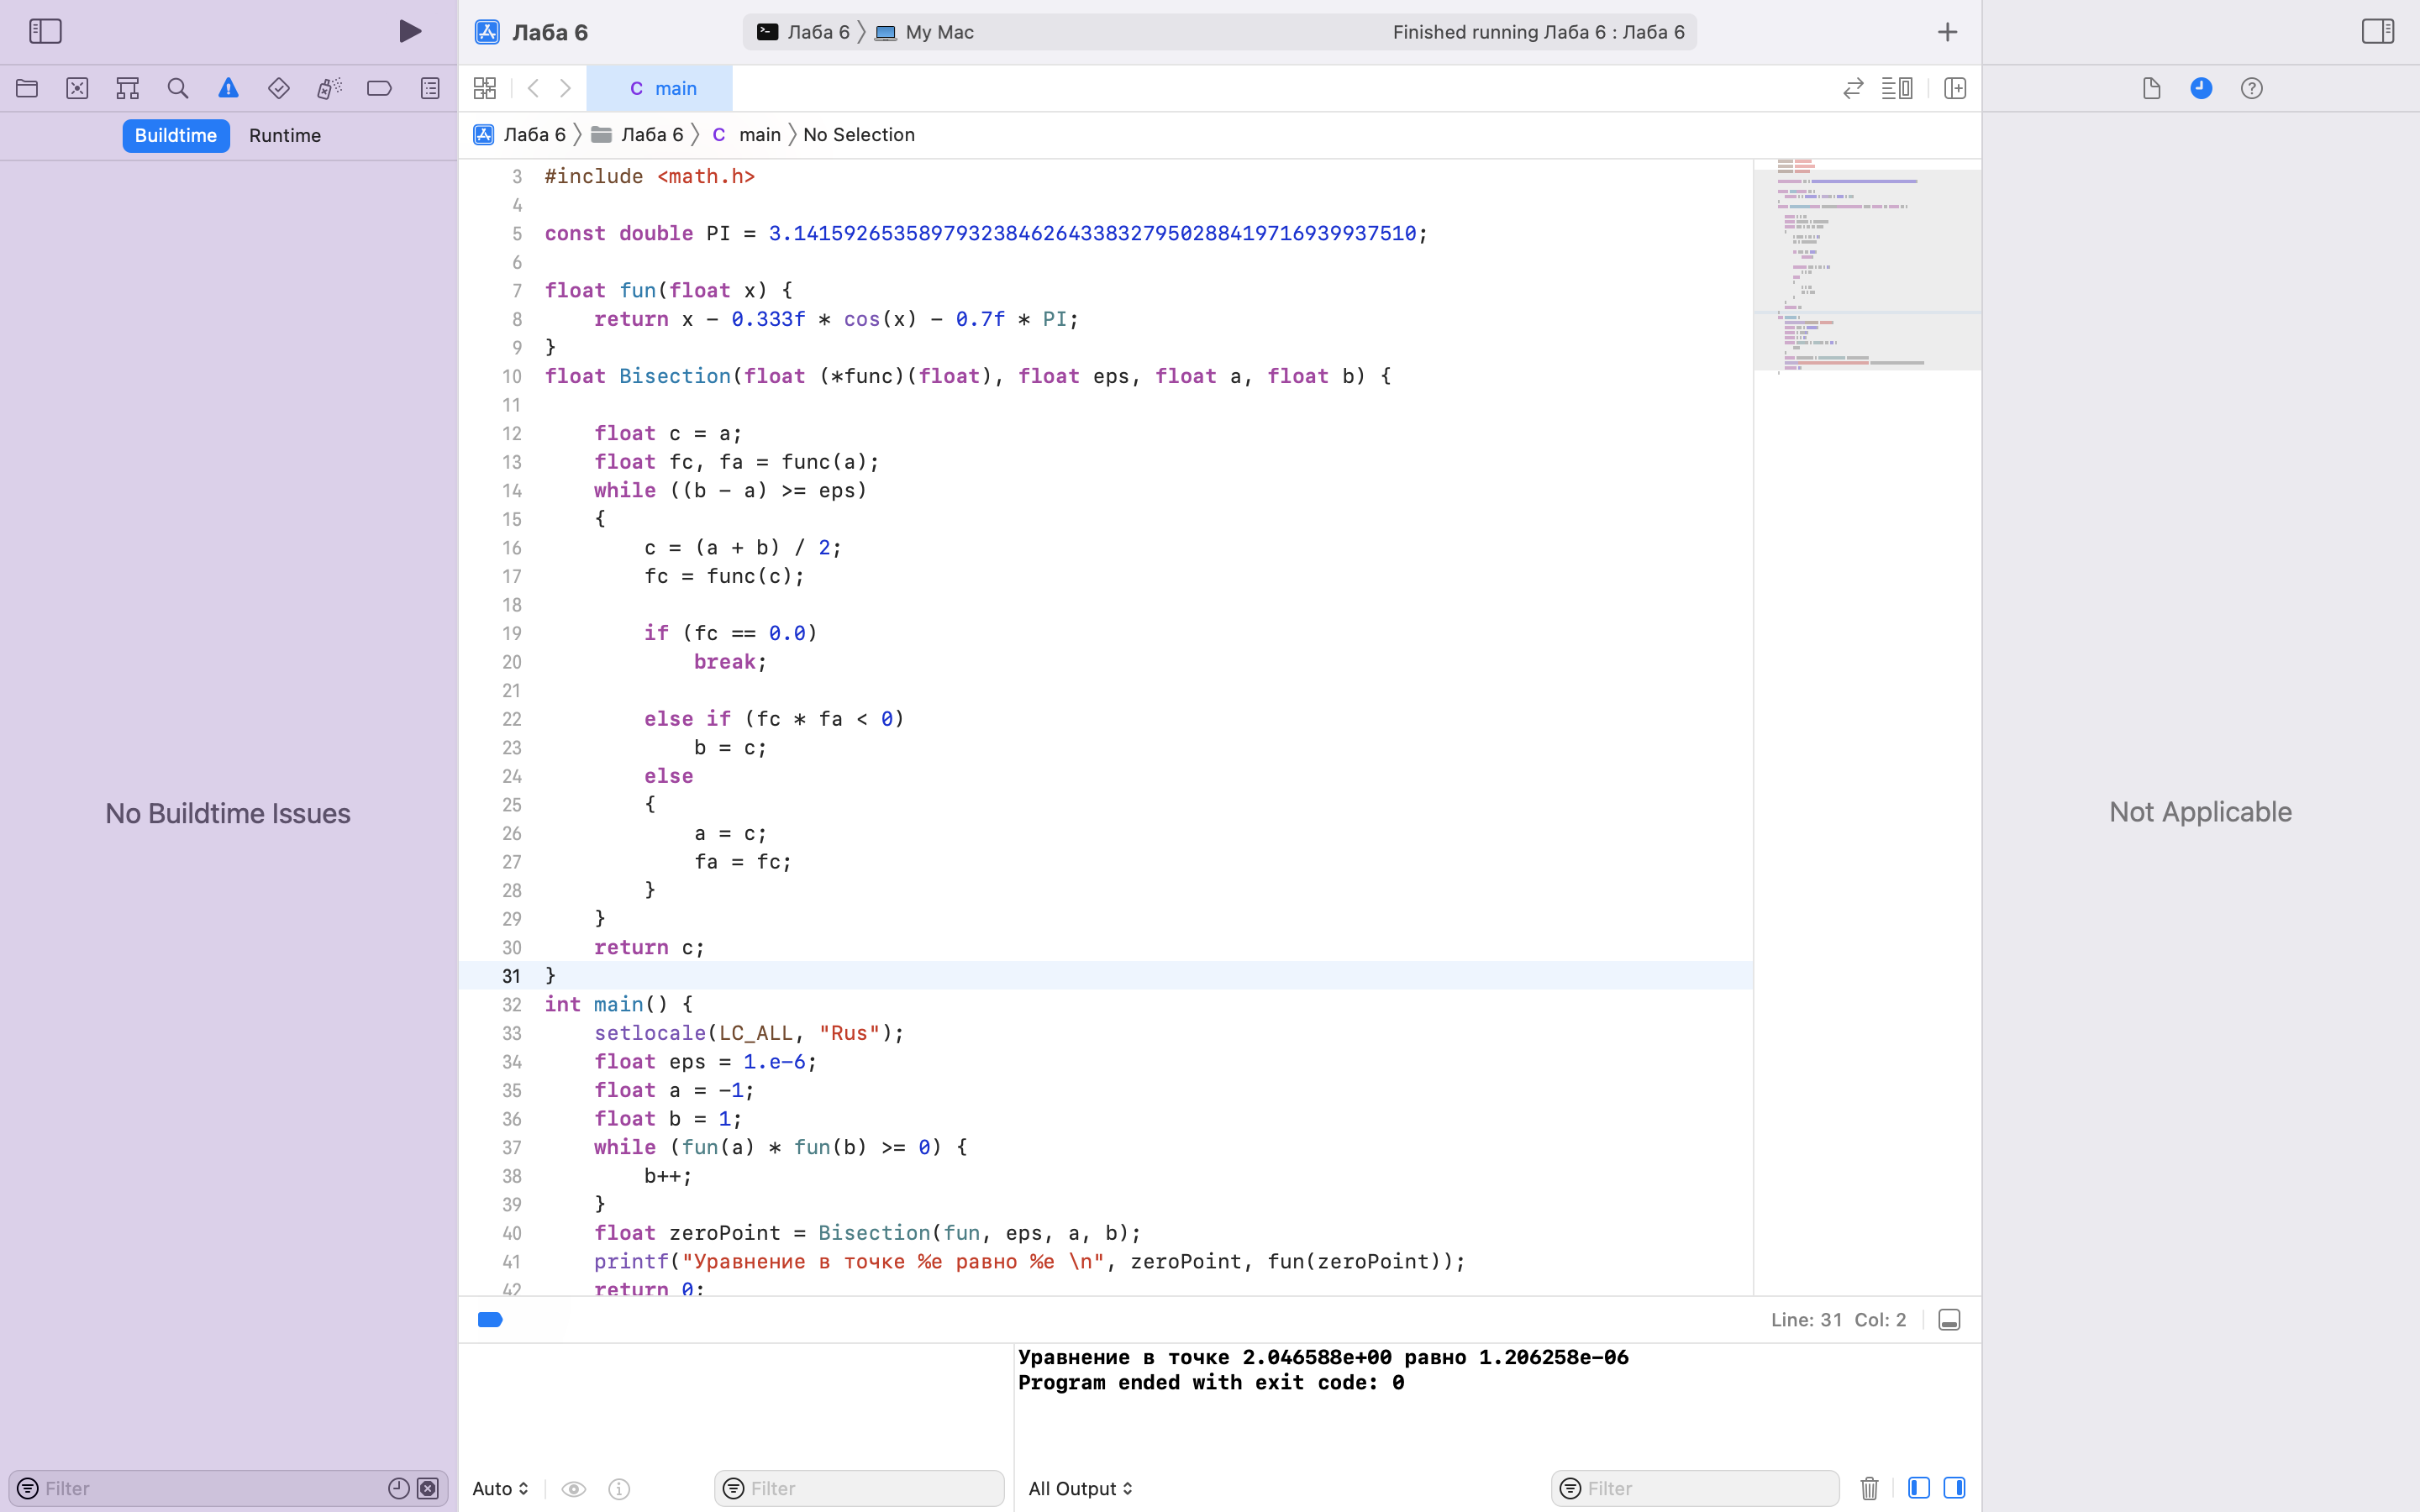 Лаба 6
Лаба 6 〉 My Mac
Finished running Лаба 6 : Лаба 6
C main
Buildtime Runtime
Лаба 6 〉 Лаба 6 〉 C main 〉 No Selection
No Buildtime Issues
3 #include <math.h>
4
5 const double PI = 3.141592653589793238462643383279502884197169399​37510;
6
7 float fun(float x) {
8     return x - 0.333f * cos(x) - 0.7f * PI;
9 }
10 float Bisection(float (*func)(float), float eps, float a, float b) {
11
12     float c = a;
13     float fc, fa = func(a);
14     while ((b - a) >= eps)
15     {
16         c = (a + b) / 2;
17         fc = func(c);
18
19         if (fc == 0.0)
20             break;
21
22         else if (fc * fa < 0)
23             b = c;
24         else
25         {
26             a = c;
27             fa = fc;
28         }
29     }
30     return c;
31 }
32 int main() {
33     setlocale(LC_ALL, "Rus");
34     float eps = 1.e-6;
35     float a = -1;
36     float b = 1;
37     while (fun(a) * fun(b) >= 0) {
38         b++;
39     }
40     float zeroPoint = Bisection(fun, eps, a, b);
41     printf("Уравнение в точке %e равно %e \n", zeroPoint, fun(zeroPoint));
42     return 0;
Not Applicable
Line: 31 Col: 2
Уравнение в точке 2.046588e+00 равно 1.206258e-06
Program ended with exit code: 0
Filter
Auto
Filter
All Output
Filter